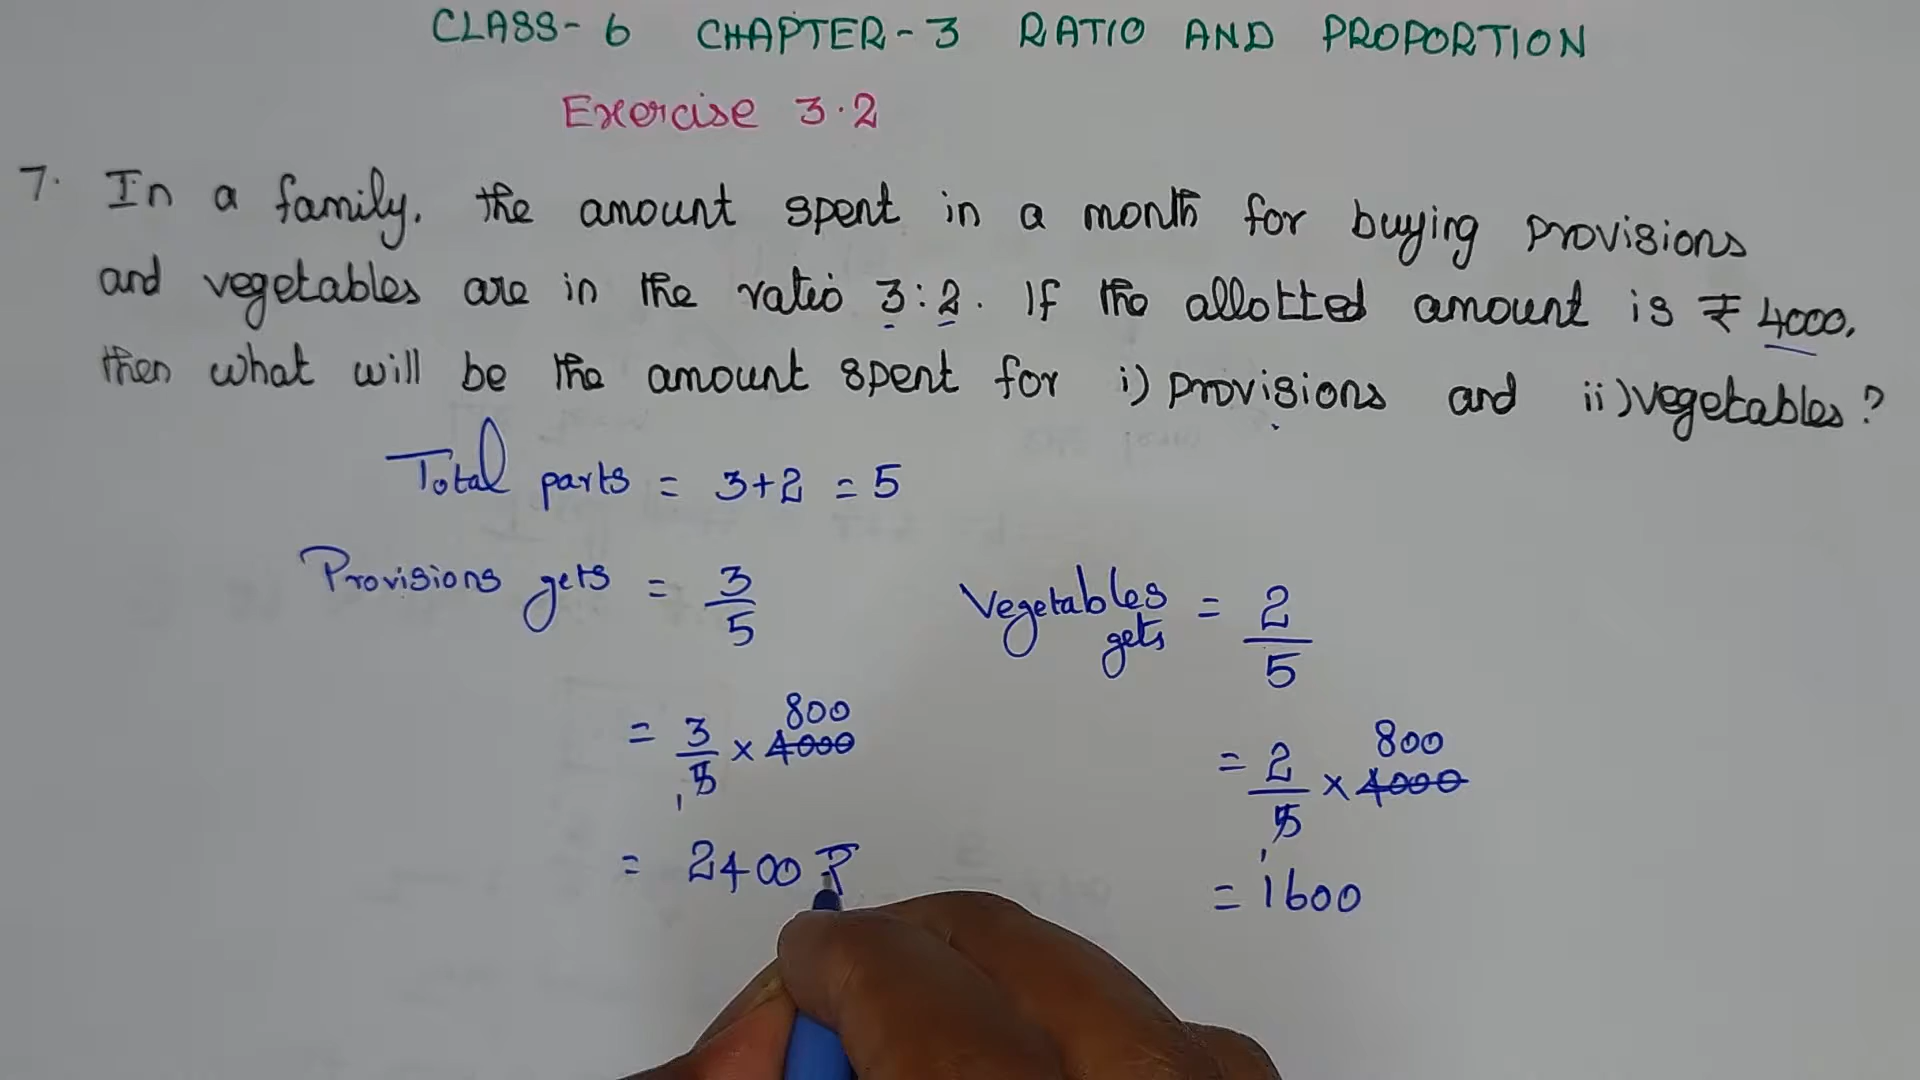 CLASS- 6 CHAPTER- 3 RATIO AND PROPORTION
Exercise 3.2
7. In a family, the amount spent in a month for buying provisions
and vegetables are in the ratio 3:2. If the allotted amount is ₹ 4000,
then what will be the amount spent for i) provisions and ii) vegetables?
Total parts = 3+2 = 5
Provisions gets = 3/5
Vegetables gets = 2/5
= 3/5 × 4000 800 1
= 2/5 × 4000 800 1
= 2400 ₹
= 1600